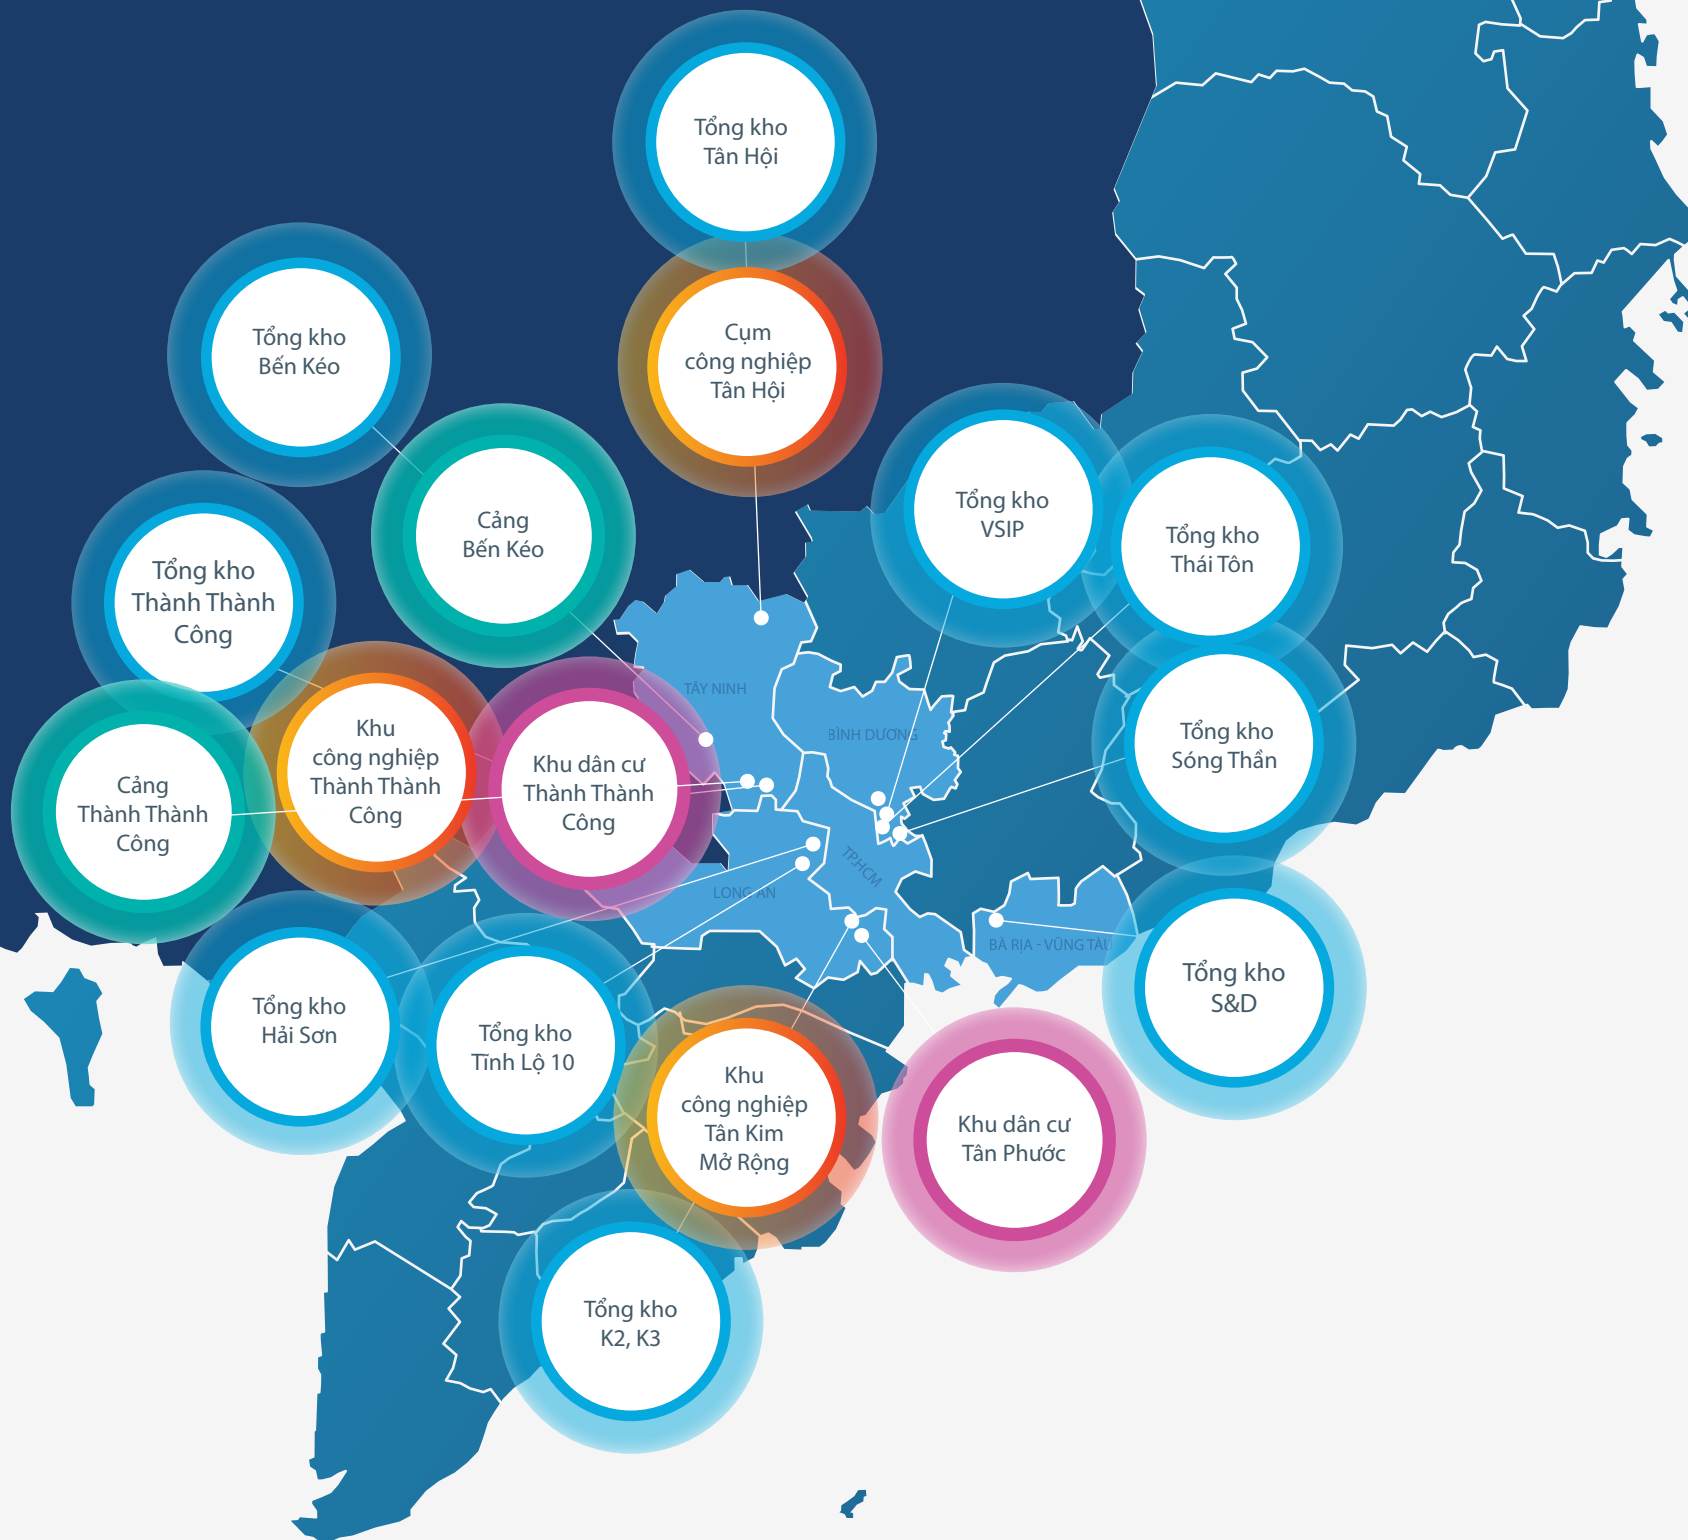 Tổng kho
Tân Hội
Tổng kho
Bến Kéo
Cụm
công nghiệp
Tân Hội
Cảng
Bến Kéo
Tổng kho
VSIP
Tổng kho
Thái Tôn
Tổng kho
Thành Thành
Công
TÂY NINH
BÌNH DƯƠNG
Khu
công nghiệp
Thành Thành
Công
Khu dân cư
Thành Thành
Công
Tổng kho
Sóng Thần
Cảng
Thành Thành
Công
TP.HCM
LONG AN
BÀ RỊA - VŨNG TÀU
Tổng kho
Hải Sơn
Tổng kho
Tĩnh Lộ 10
Tổng kho
S&D
Khu
công nghiệp
Tân Kim
Mở Rộng
Khu dân cư
Tân Phước
Tổng kho
K2, K3